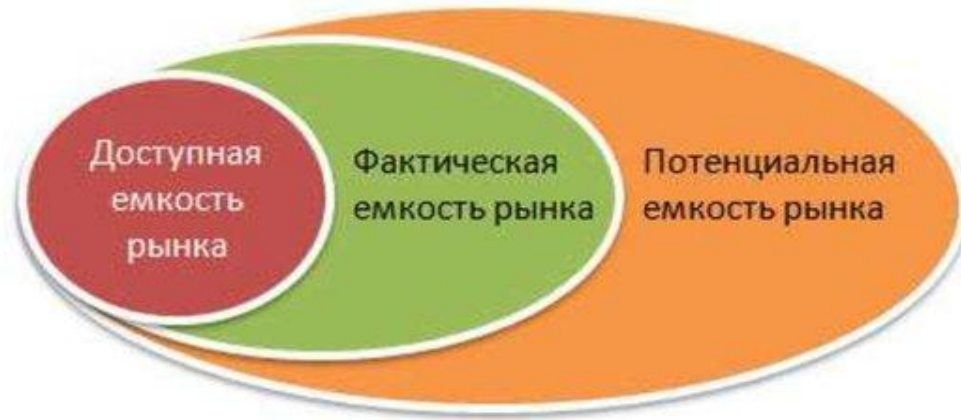 Доступная
емкость
рынка
Фактическая
емкость рынка
Потенциальная
емкость рынка